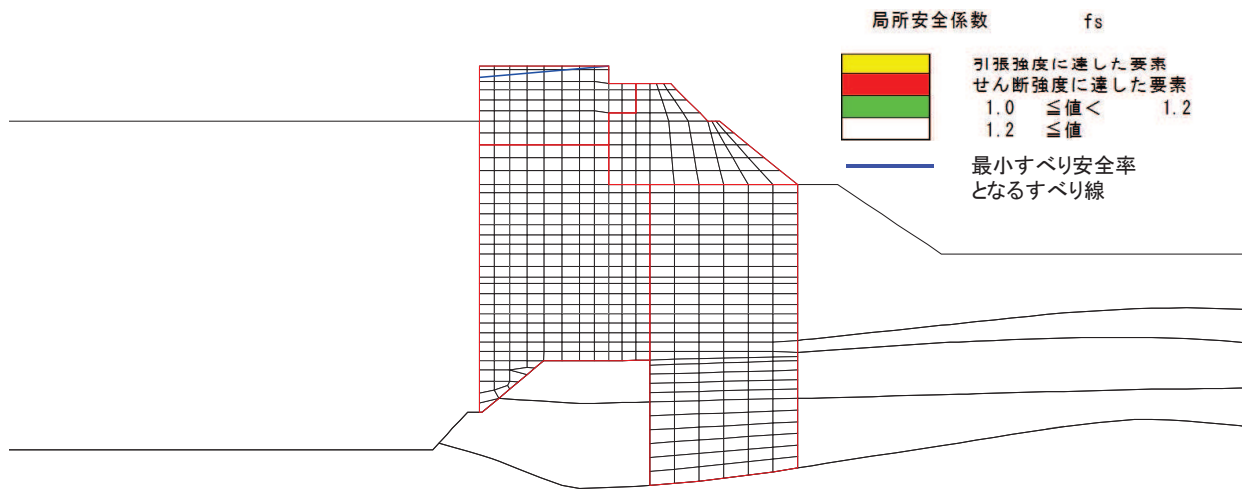 局所安全係数 fs
引張強度に達した要素
せん断強度に達した要素
1.0 ≦値< 1.2
1.2 ≦値
最小すべり安全率
となるすべり線